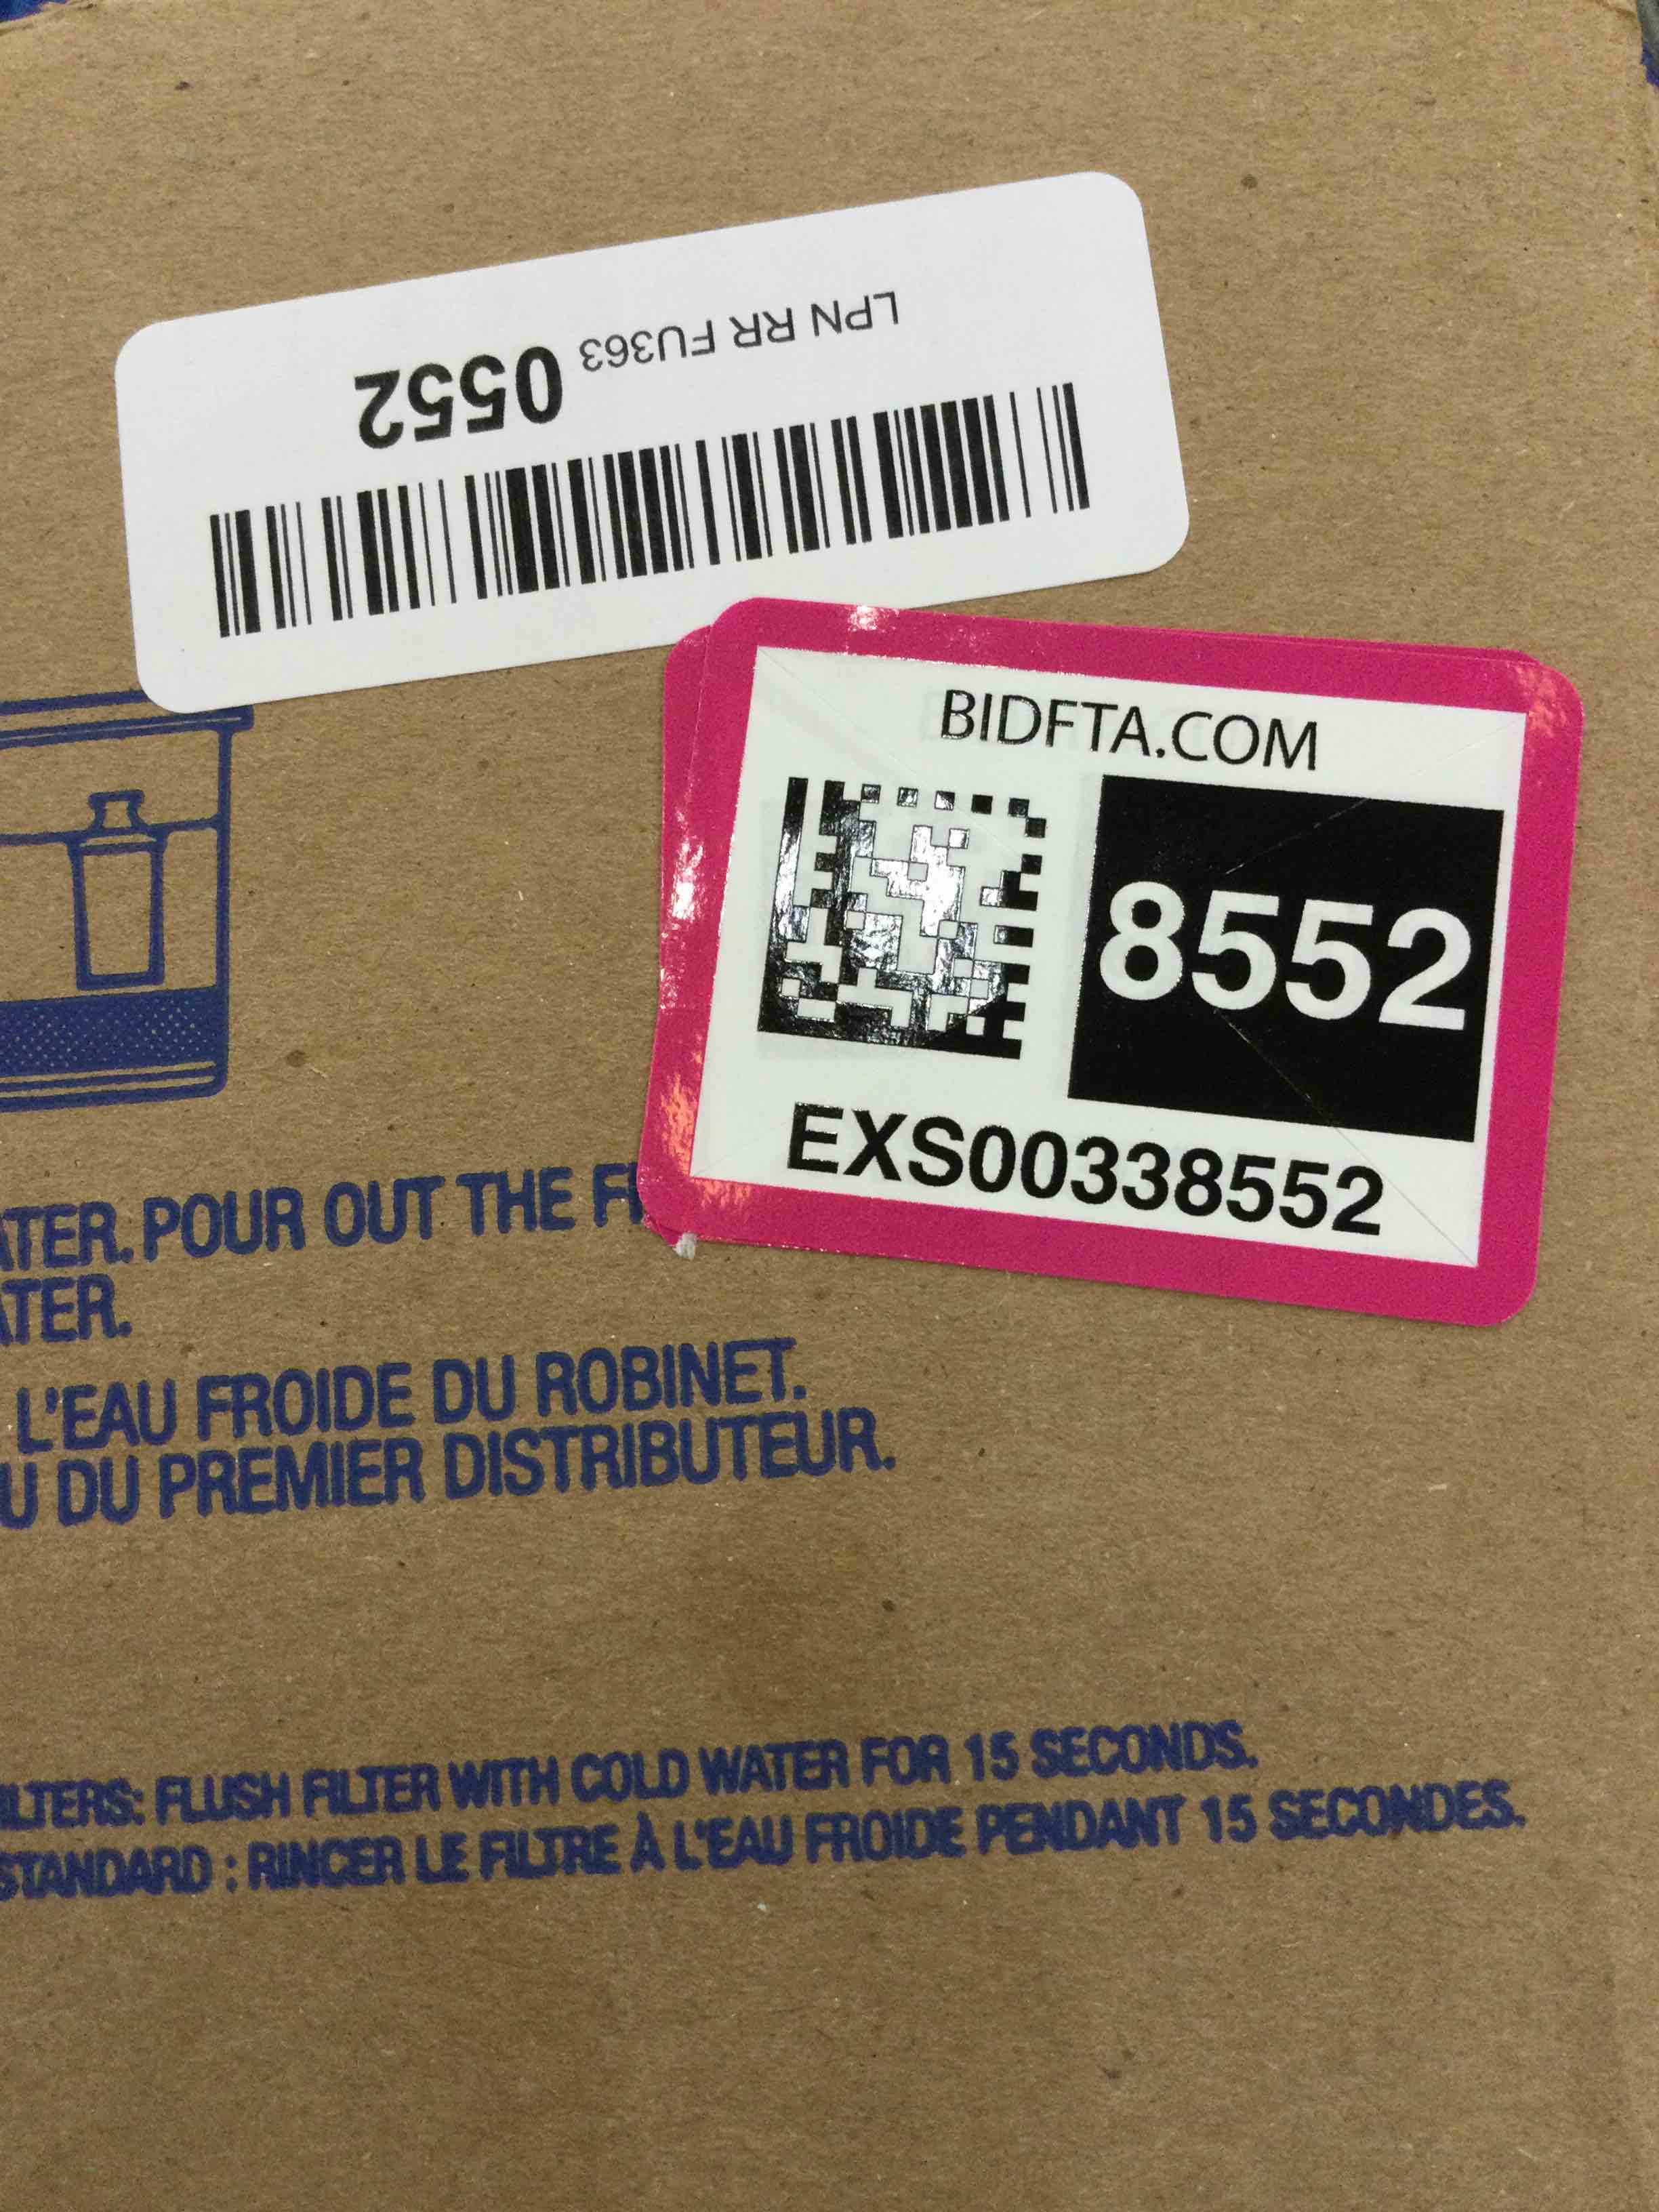 LPN RR FU363 0552
BIDFTA.COM
8552
EXS00338552
ATER. POUR OUT THE
ATER.
L'EAU FROIDE DU ROBINET.
U DU PREMIER DISTRIBUTEUR.
ILTERS: FLUSH FILTER WITH COLD WATER FOR 15 SECONDS.
STANDARD : RINCER LE FILTRE À L'EAU FROIDE PENDANT 15 SECONDES.